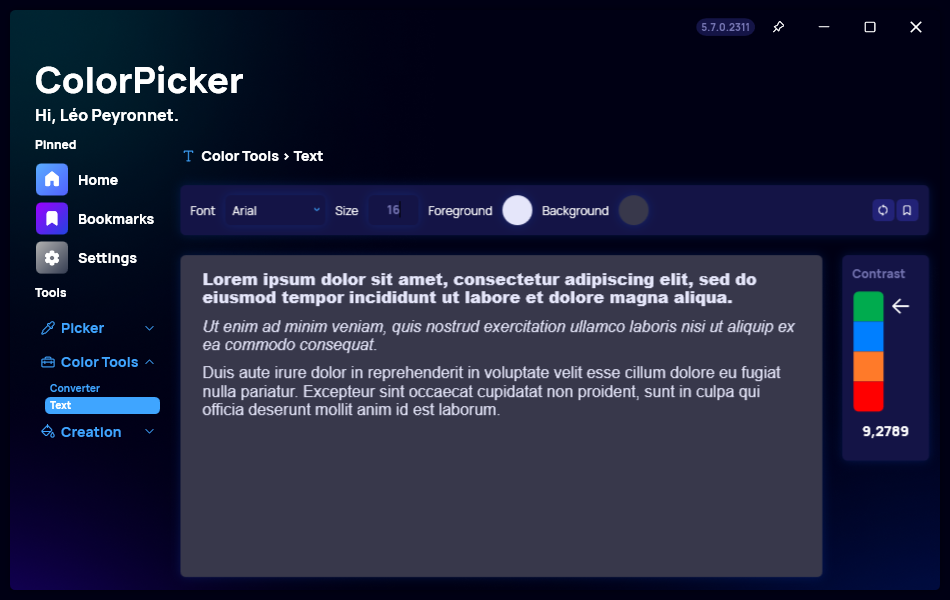 5.7.0.2311
ColorPicker
Hi, Léo Peyronnet.
Pinned
Home
Bookmarks
Settings
Tools
Picker
Color Tools
Converter
Text
Creation
Color Tools > Text
Font Arial Size 16 Foreground Background
Lorem ipsum dolor sit amet, consectetur adipiscing elit, sed do
eiusmod tempor incididunt ut labore et dolore magna aliqua.
Ut enim ad minim veniam, quis nostrud exercitation ullamco laboris nisi ut aliquip ex
ea commodo consequat.
Duis aute irure dolor in reprehenderit in voluptate velit esse cillum dolore eu fugiat
nulla pariatur. Excepteur sint occaecat cupidatat non proident, sunt in culpa qui
officia deserunt mollit anim id est laborum.
Contrast
9,2789